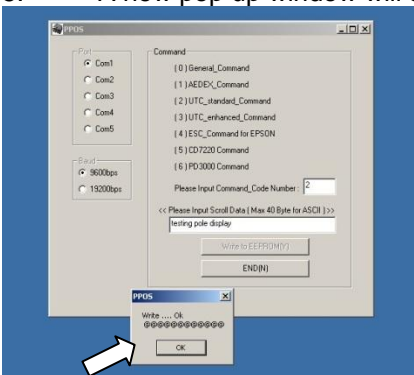 PPOS
Port
Com1
Com2
Com3
Com4
Com5
Baud
9600bps
19200bps
Command
( 0 ) General_Command
( 1 ) AEDEX_Command
( 2 ) UTC_standard_Command
( 3 ) UTC_enhanced_Command
( 4 ) ESC_Command for EPSON
( 5 ) CD7220 Command
( 6 ) PD3000 Command
Please Input Command_Code Number : 2
<< Please Input Scroll Data ( Max 40 Byte for ASCII ) >>
testing pole display
Write to EEPROM(Y)
END(N)
PPOS
Write .... Ok
@@@@@@@@@@@@
OK